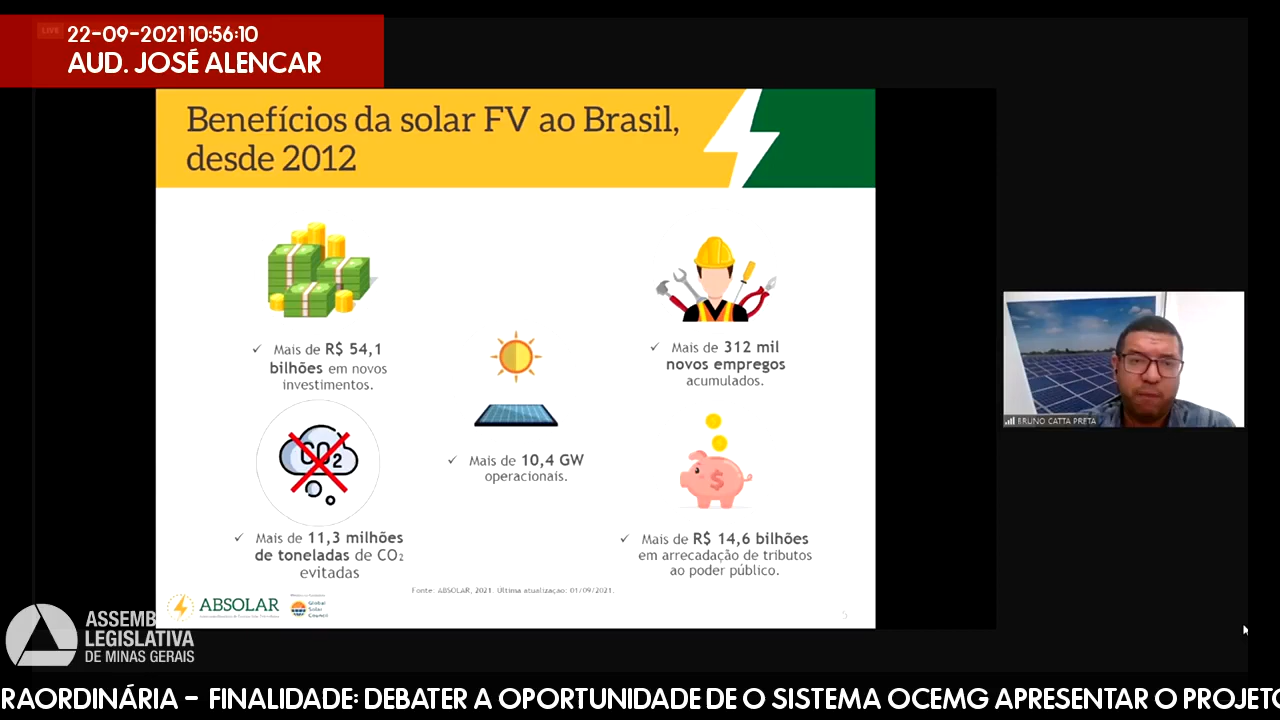 LIVE
22-09-2021 10:56:10
AUD. JOSÉ ALENCAR
Benefícios da solar FV ao Brasil,
desde 2012
✓ Mais de R$ 54,1
bilhões em novos
investimentos.
✓ Mais de 312 mil
novos empregos
acumulados.
CO2
✓ Mais de 10,4 GW
operacionais.
$
✓ Mais de 11,3 milhões
de toneladas de CO₂
evitadas
✓ Mais de R$ 14,6 bilhões
em arrecadação de tributos
ao poder público.
Fonte: ABSOLAR, 2021. Última atualização: 01/09/2021.
ABSOLAR
Global
Solar
Council
5
BRUNO CATTA PRETA
ASSEMB
LEGISLATIVA
DE MINAS GERAIS
RAORDINÁRIA - FINALIDADE: DEBATER A OPORTUNIDADE DE O SISTEMA OCEMG APRESENTAR O PROJETO